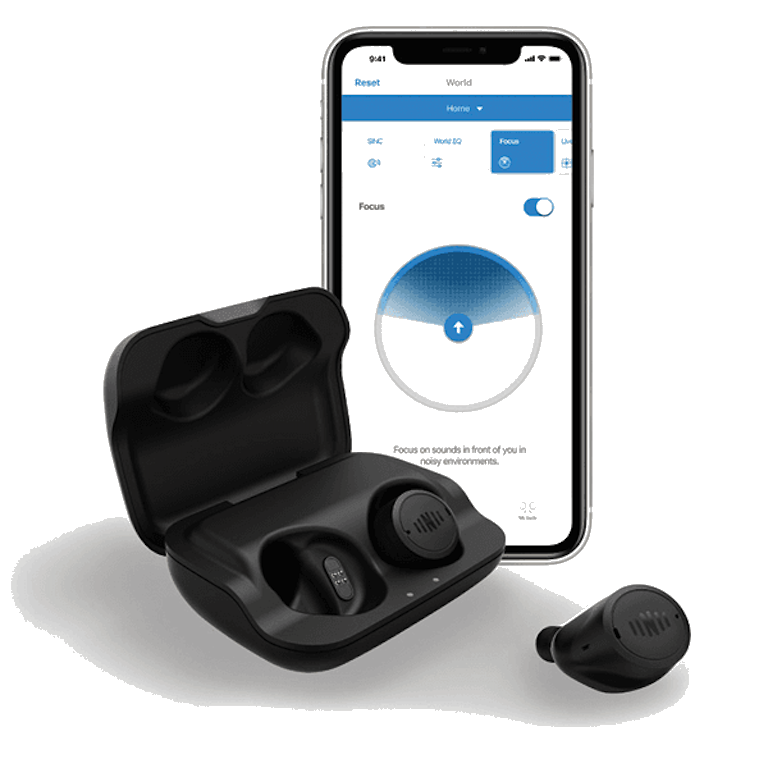 9:41
Reset
World
Home
SINC
World EQ
Focus
Focus
Focus on sounds in front of you in
noisy environments.